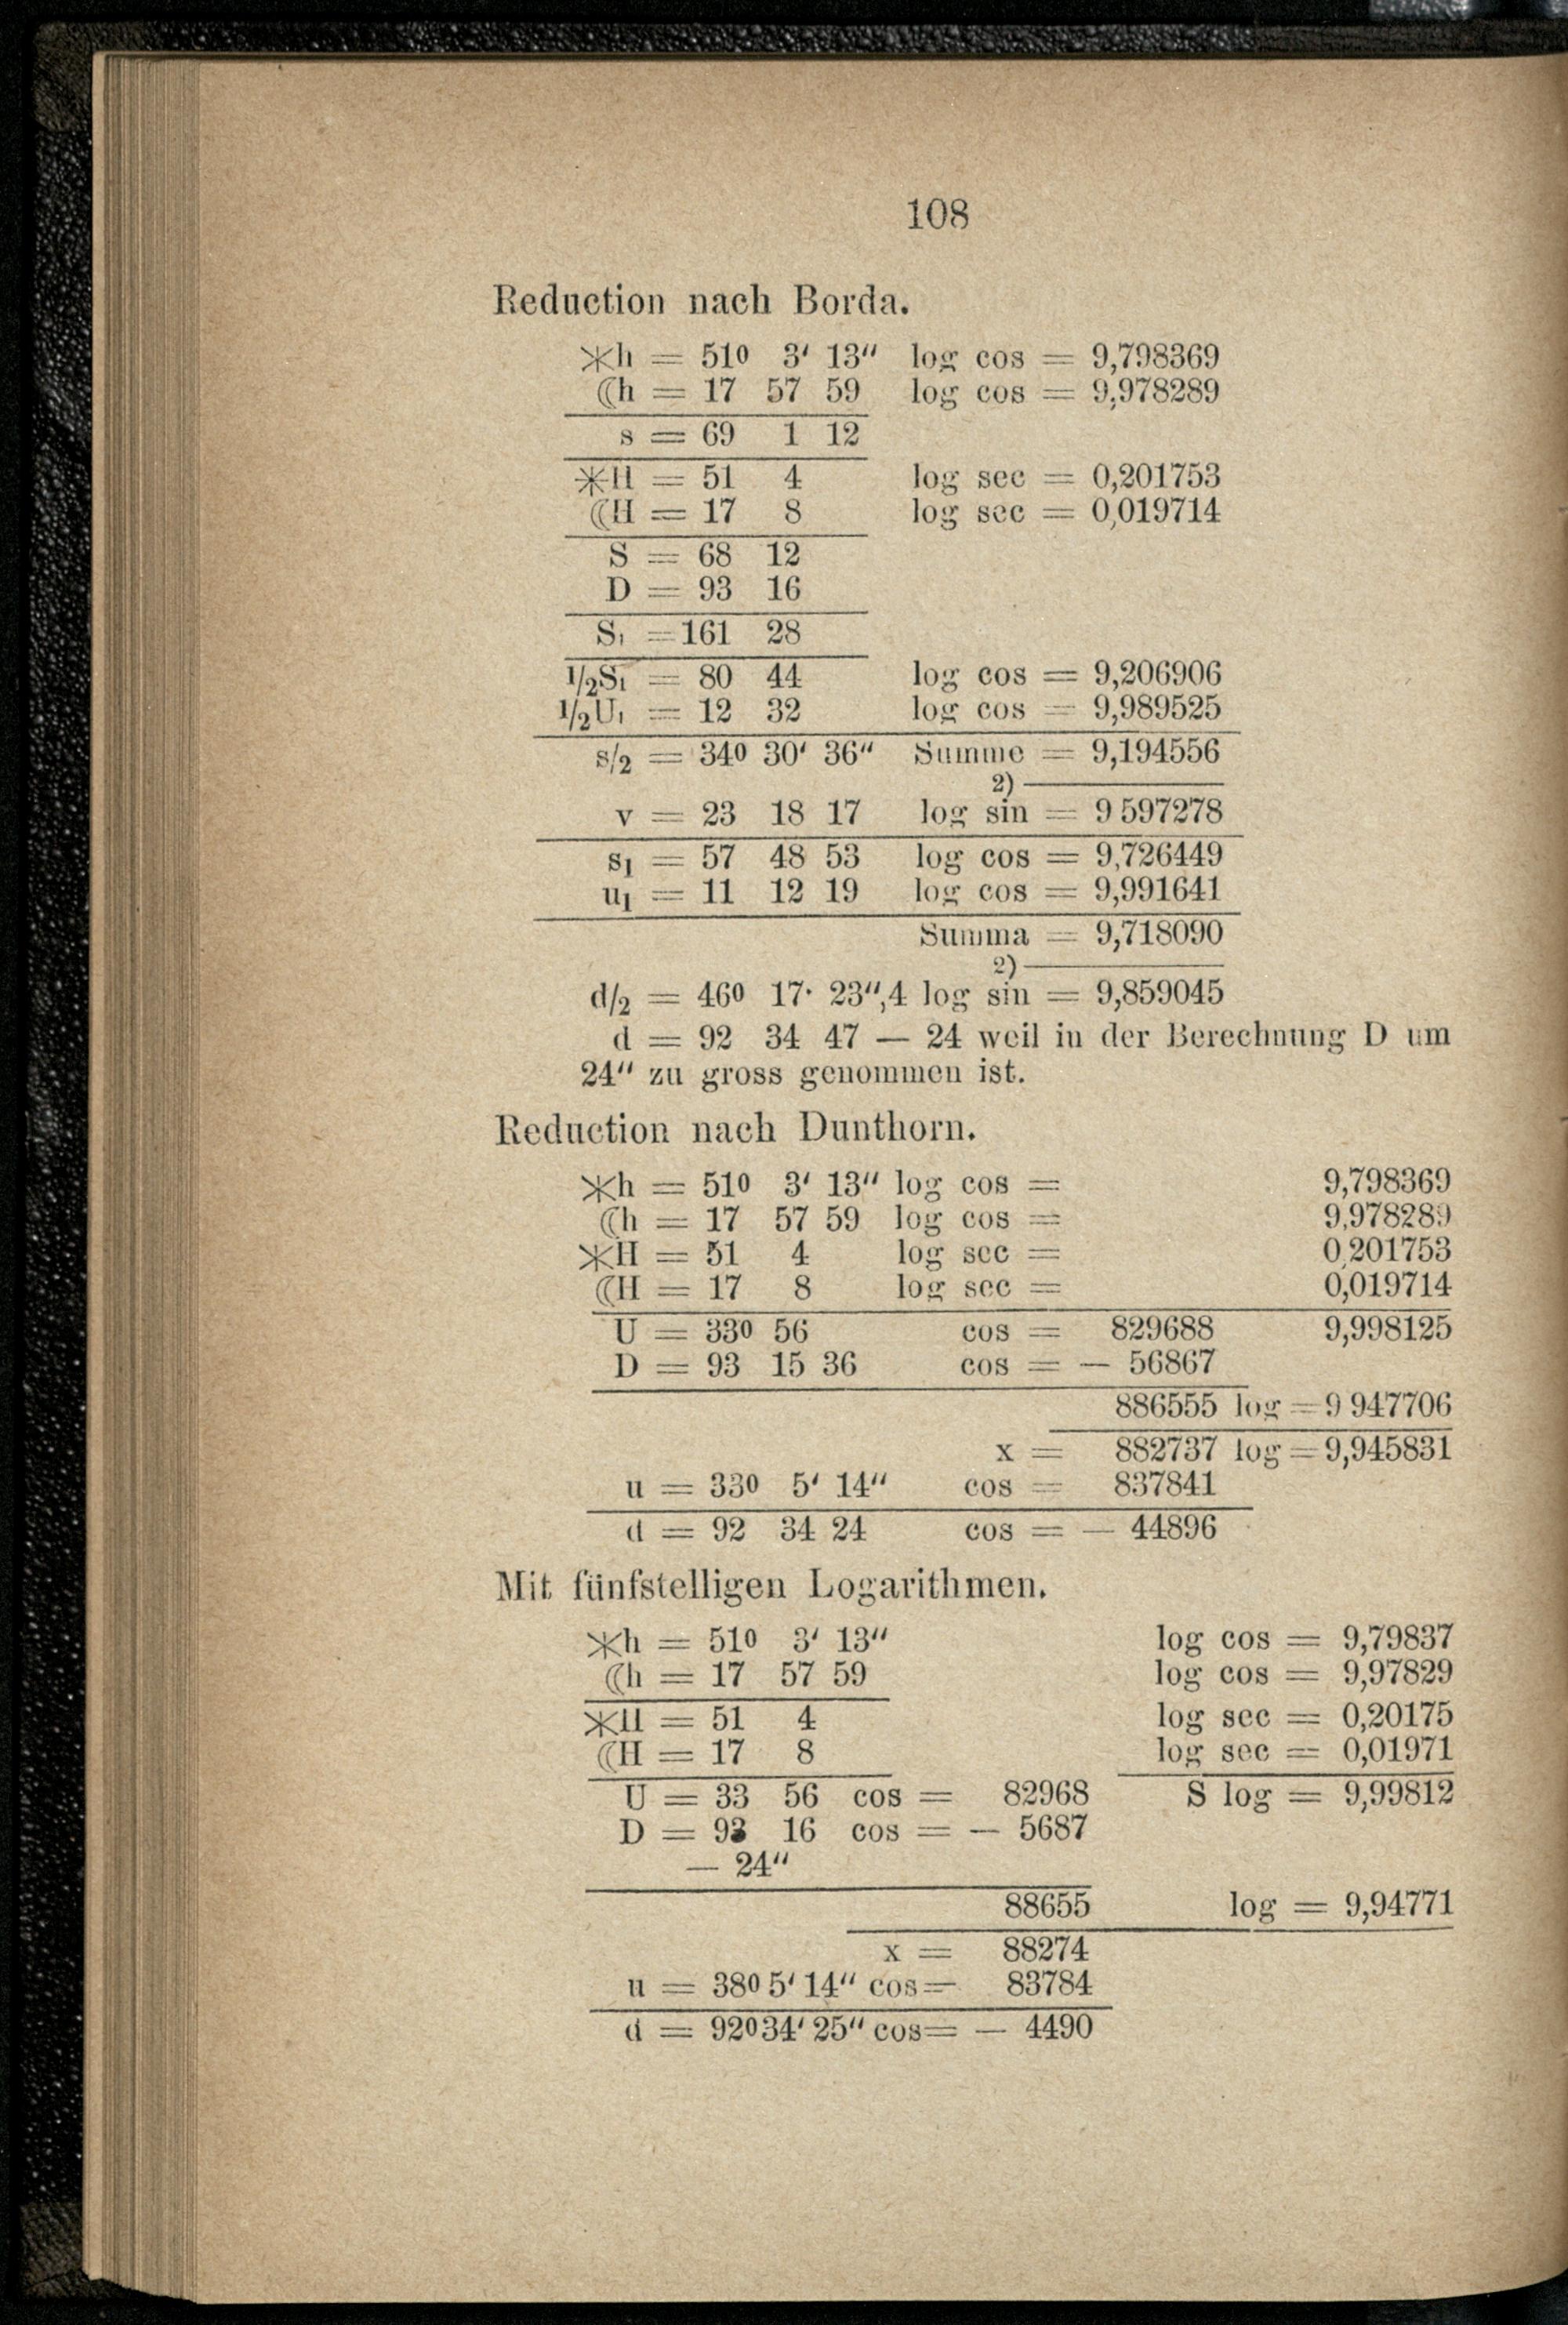 108
Reduction nach Borda.
✳h = 51⁰ 3′ 13″ log cos = 9,798369
☾h = 17 57 59 log cos = 9,978289
s = 69 1 12
✳H = 51 4 log sec = 0,201753
☾H = 17 8 log sec = 0,019714
S = 68 12
D = 93 16
S₁ = 161 28
1/2S₁ = 80 44 log cos = 9,206906
1/2U₁ = 12 32 log cos = 9,989525
s/2 = 34⁰ 30′ 36″ Summe = 9,194556
2)
v = 23 18 17 log sin = 9 597278
s₁ = 57 48 53 log cos = 9,726449
u₁ = 11 12 19 log cos = 9,991641
Summa = 9,718090
2)
d/2 = 46⁰ 17· 23″,4 log sin = 9,859045
d = 92 34 47 — 24 weil in der Berechnung D um
24″ zu gross genommen ist.
Reduction nach Dunthorn.
✳h = 51⁰ 3′ 13″ log cos = 9,798369
☾h = 17 57 59 log cos = 9,978289
✳H = 51 4 log sec = 0,201753
☾H = 17 8 log sec = 0,019714
U = 33⁰ 56 cos = 829688 9,998125
D = 93 15 36 cos = — 56867
886555 log = 9 947706
x = 882737 log = 9,945831
u = 33⁰ 5′ 14″ cos = 837841
d = 92 34 24 cos = — 44896
Mit fünfstelligen Logarithmen.
✳h = 51⁰ 3′ 13″ log cos = 9,79837
☾h = 17 57 59 log cos = 9,97829
✳H = 51 4 log sec = 0,20175
☾H = 17 8 log sec = 0,01971
U = 33 56 cos = 82968 S log = 9,99812
D = 93 16 cos = — 5687
— 24″
88655 log = 9,94771
x = 88274
u = 38⁰ 5′ 14″ cos = 83784
d = 92⁰ 34′ 25″ cos = — 4490